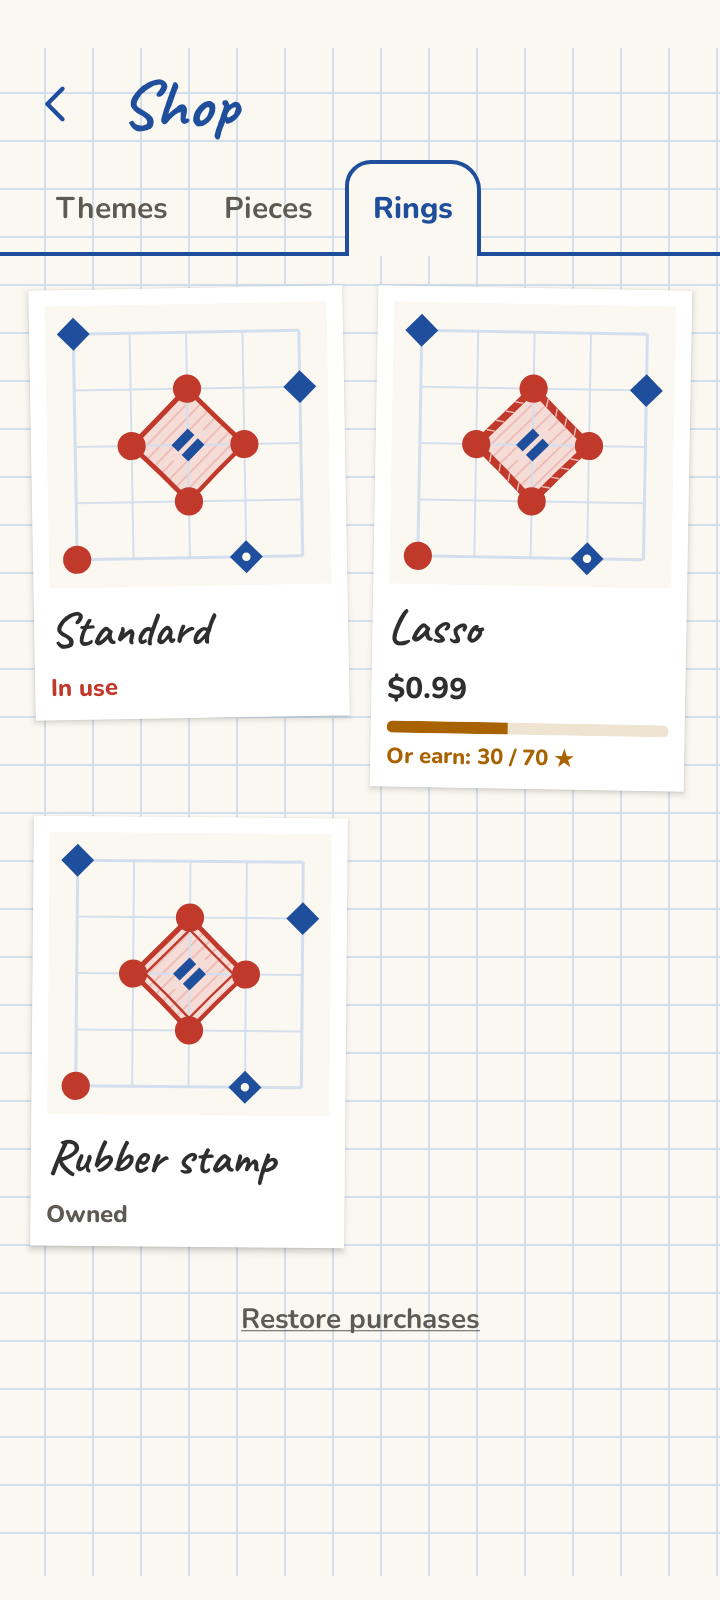 Shop
Themes Pieces Rings
Standard
In use
Lasso
$0.99
Or earn: 30 / 70 ★
Rubber stamp
Owned
Restore purchases